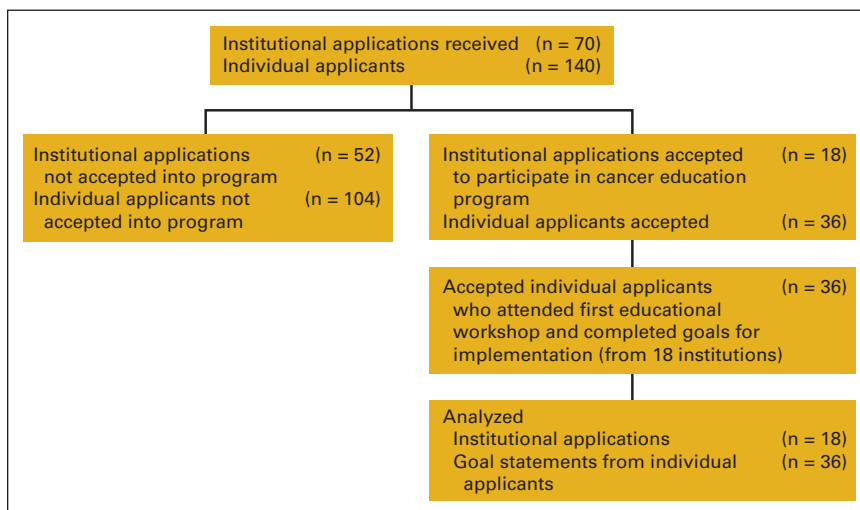 Institutional applications received (n = 70)
Individual applicants (n = 140)
Institutional applications (n = 52)
not accepted into program
Individual applicants not (n = 104)
accepted into program
Institutional applications accepted (n = 18)
to participate in cancer education
program
Individual applicants accepted (n = 36)
Accepted individual applicants (n = 36)
who attended first educational
workshop and completed goals for
implementation (from 18 institutions)
Analyzed
Institutional applications (n = 18)
Goal statements from individual (n = 36)
applicants